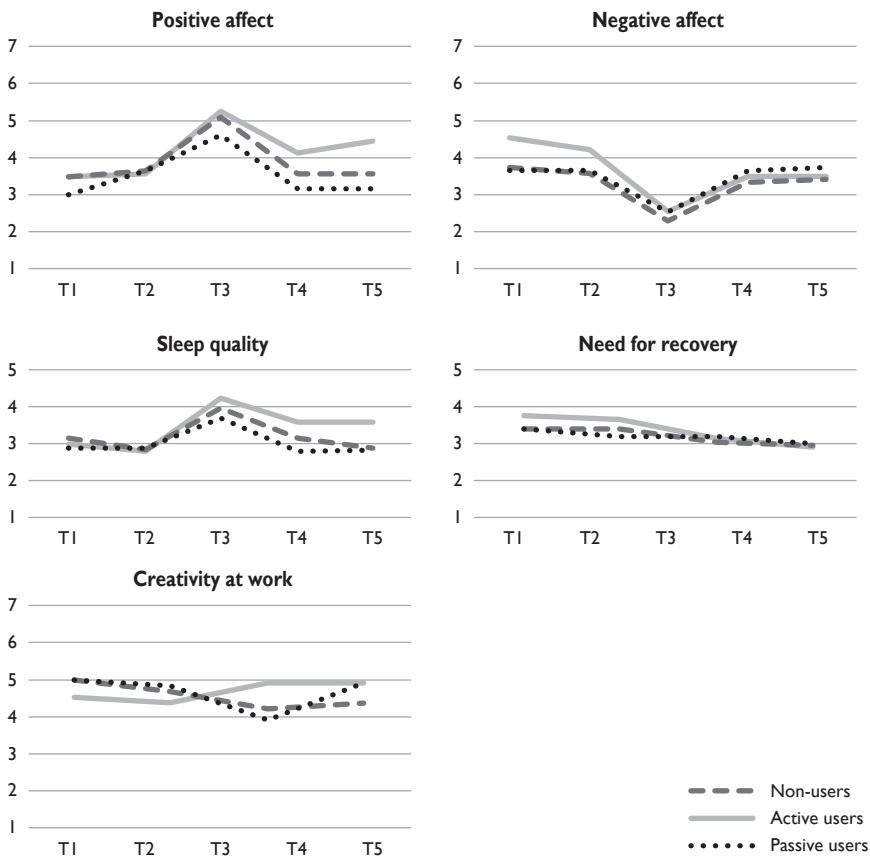 Positive affect
7
6
5
4
3
2
1
T1 T2 T3 T4 T5
Negative affect
7
6
5
4
3
2
1
T1 T2 T3 T4 T5
Sleep quality
5
4
3
2
1
T1 T2 T3 T4 T5
Need for recovery
5
4
3
2
1
T1 T2 T3 T4 T5
Creativity at work
7
6
5
4
3
2
1
T1 T2 T3 T4 T5
Non-users
Active users
Passive users